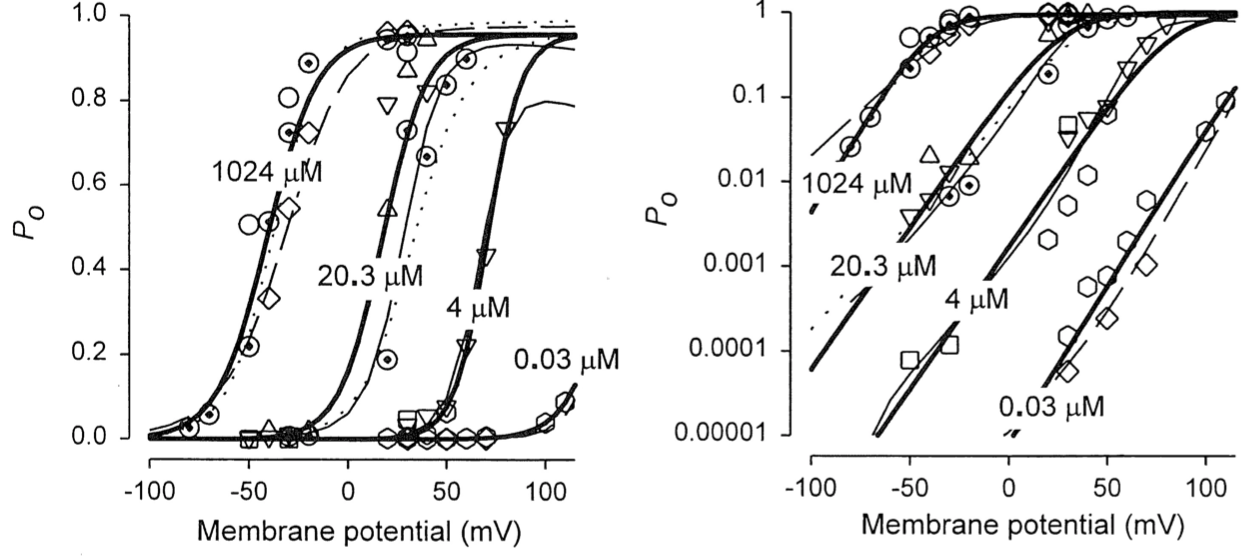 1.0
0.8
0.6
0.4
0.2
0.0
Po
1024 μM
20.3 μM
4 μM
0.03 μM
-100 -50 0 50 100
Membrane potential (mV)
1
0.1
0.01
0.001
0.0001
0.00001
Po
1024 μM
20.3 μM
4 μM
0.03 μM
-100 -50 0 50 100
Membrane potential (mV)